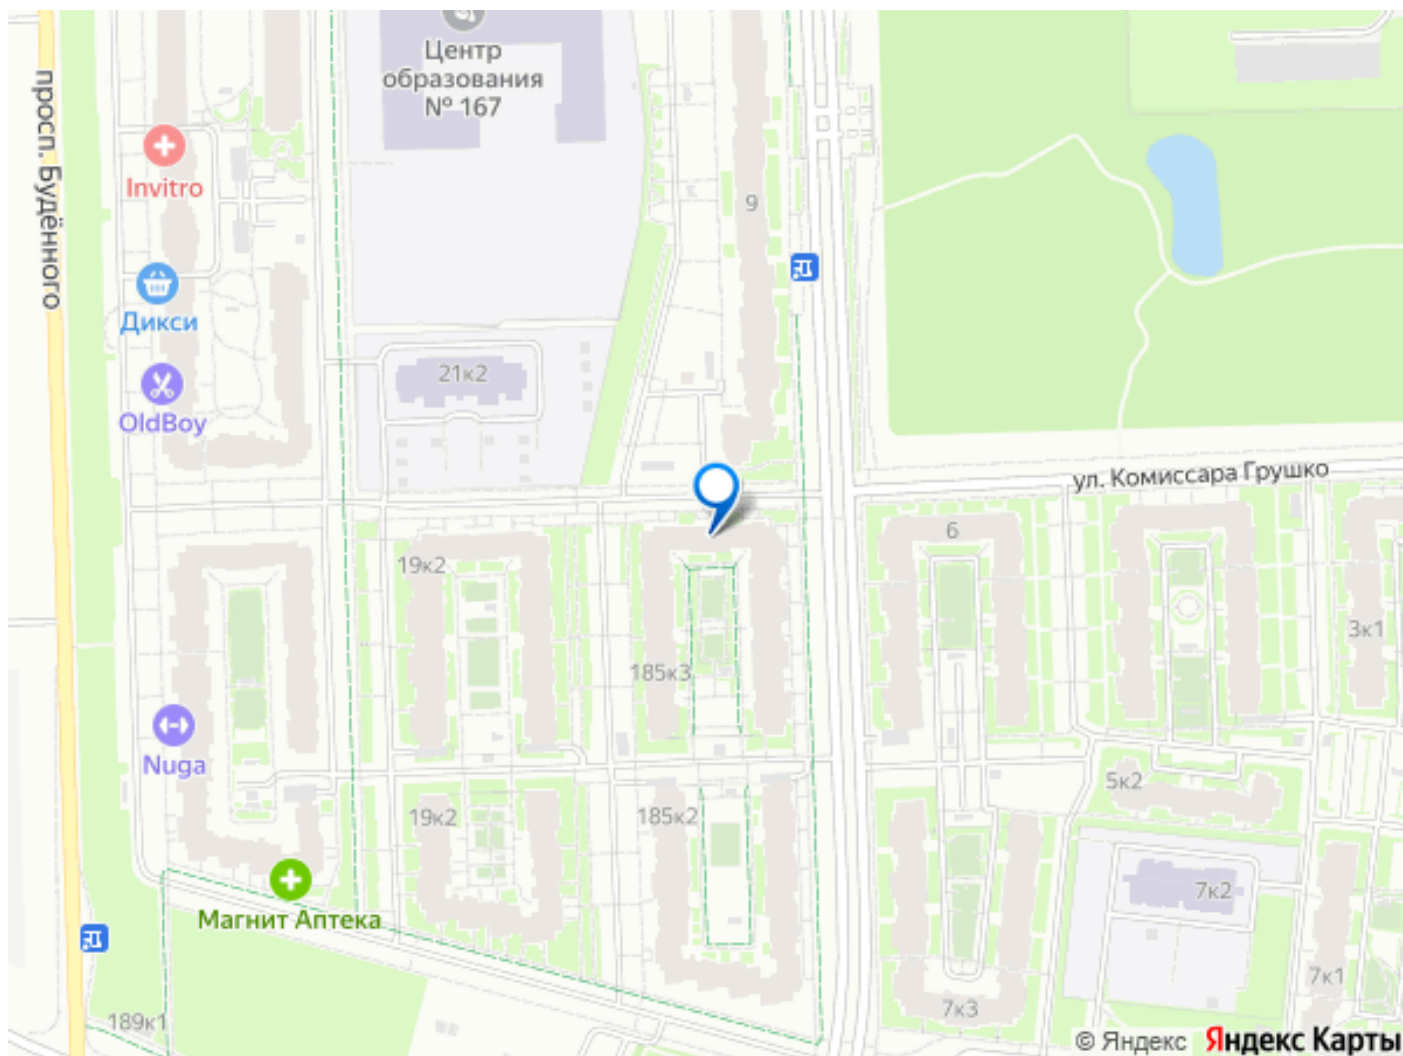 Центр
образования
№ 167
просп. Будённого
Invitro
9
Дикси
21к2
OldBoy
ул. Комиссара Грушко
6
19к2
3к1
185к3
Nuga
5к2
19к2
185к2
7к2
Магнит Аптека
7к1
7к3
189к1
© Яндекс Яндекс Карты